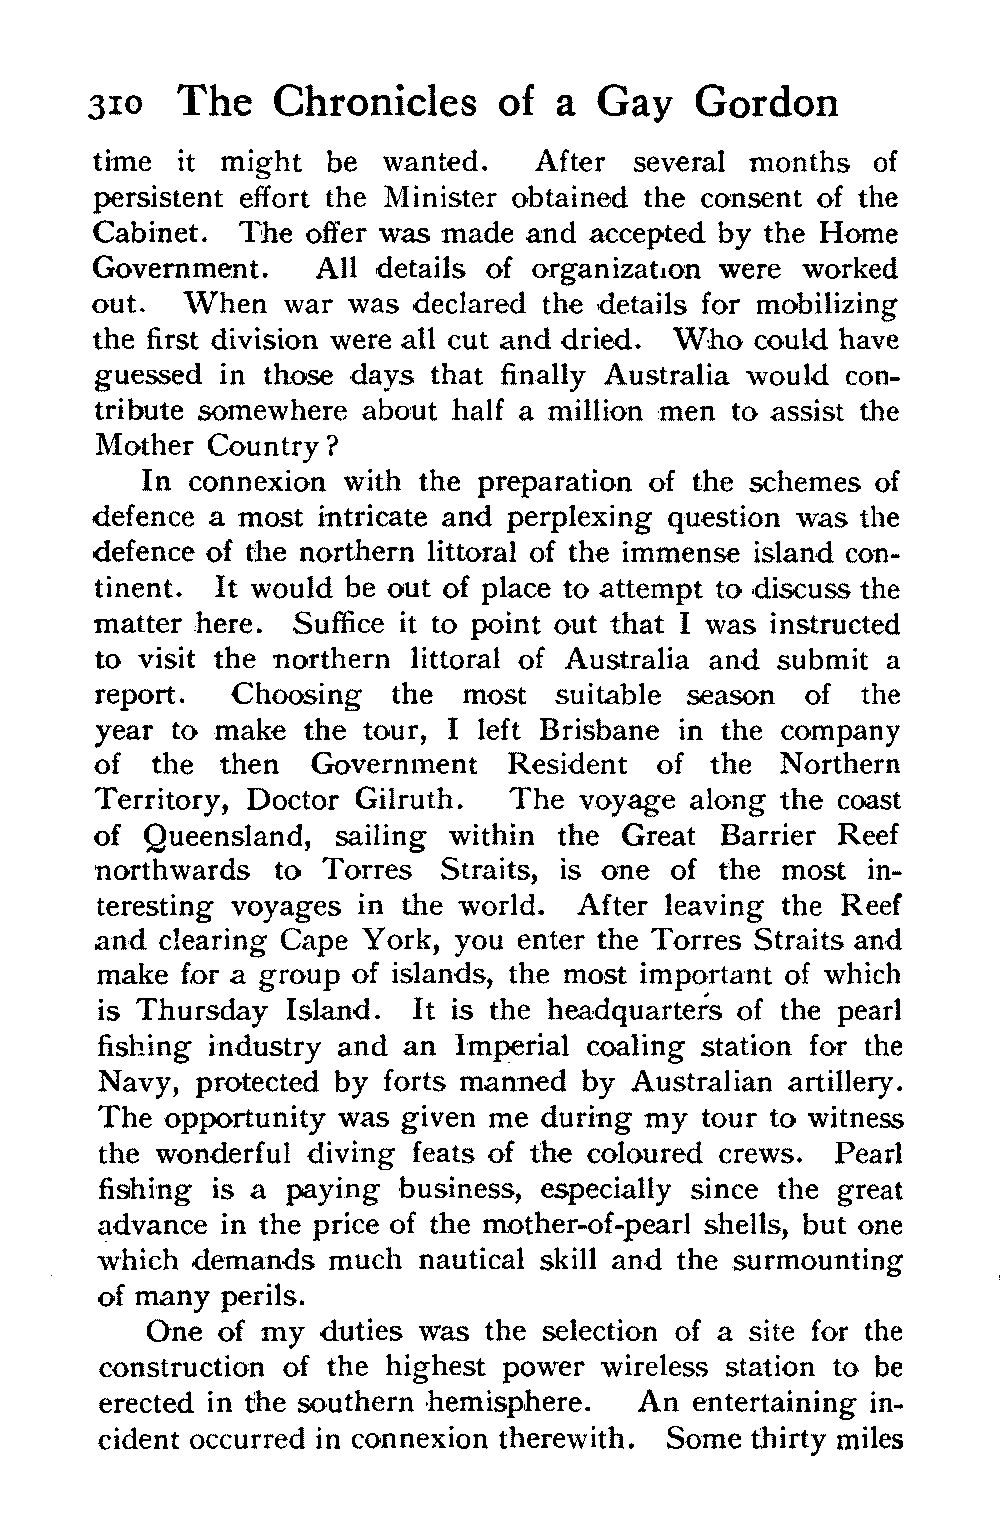 310 The Chronicles of a Gay Gordon
time it might be wanted. After several months of
persistent effort the Minister obtained the consent of the
Cabinet. The offer was made and accepted by the Home
Government. All details of organization were worked
out. When war was declared the details for mobilizing
the first division were all cut and dried. Who could have
guessed in those days that finally Australia would con-
tribute somewhere about half a million men to assist the
Mother Country?
In connexion with the preparation of the schemes of
defence a most intricate and perplexing question was the
defence of the northern littoral of the immense island con-
tinent. It would be out of place to attempt to discuss the
matter here. Suffice it to point out that I was instructed
to visit the northern littoral of Australia and submit a
report. Choosing the most suitable season of the
year to make the tour, I left Brisbane in the company
of the then Government Resident of the Northern
Territory, Doctor Gilruth. The voyage along the coast
of Queensland, sailing within the Great Barrier Reef
northwards to Torres Straits, is one of the most in-
teresting voyages in the world. After leaving the Reef
and clearing Cape York, you enter the Torres Straits and
make for a group of islands, the most important of which
is Thursday Island. It is the headquarters of the pearl
fishing industry and an Imperial coaling station for the
Navy, protected by forts manned by Australian artillery.
The opportunity was given me during my tour to witness
the wonderful diving feats of the coloured crews. Pearl
fishing is a paying business, especially since the great
advance in the price of the mother-of-pearl shells, but one
which demands much nautical skill and the surmounting
of many perils.
One of my duties was the selection of a site for the
construction of the highest power wireless station to be
erected in the southern hemisphere. An entertaining in-
cident occurred in connexion therewith. Some thirty miles